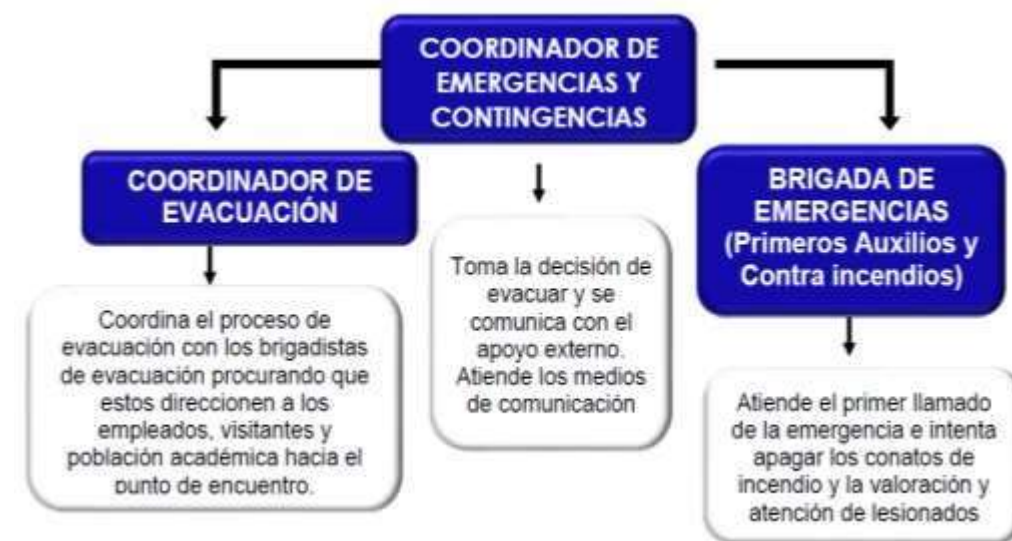 COORDINADOR DE
EMERGENCIAS Y
CONTINGENCIAS
COORDINADOR DE
EVACUACIÓN
BRIGADA DE
EMERGENCIAS
(Primeros Auxilios y
Contra incendios)
Coordina el proceso de
evacuación con los brigadistas
de evacuación procurando que
estos direccionen a los
empleados, visitantes y
población académica hacia el
punto de encuentro.
Toma la decisión de
evacuar y se
comunica con el
apoyo externo.
Atiende los medios
de comunicación
Atiende el primer llamado
de la emergencia e intenta
apagar los conatos de
incendio y la valoración y
atención de lesionados